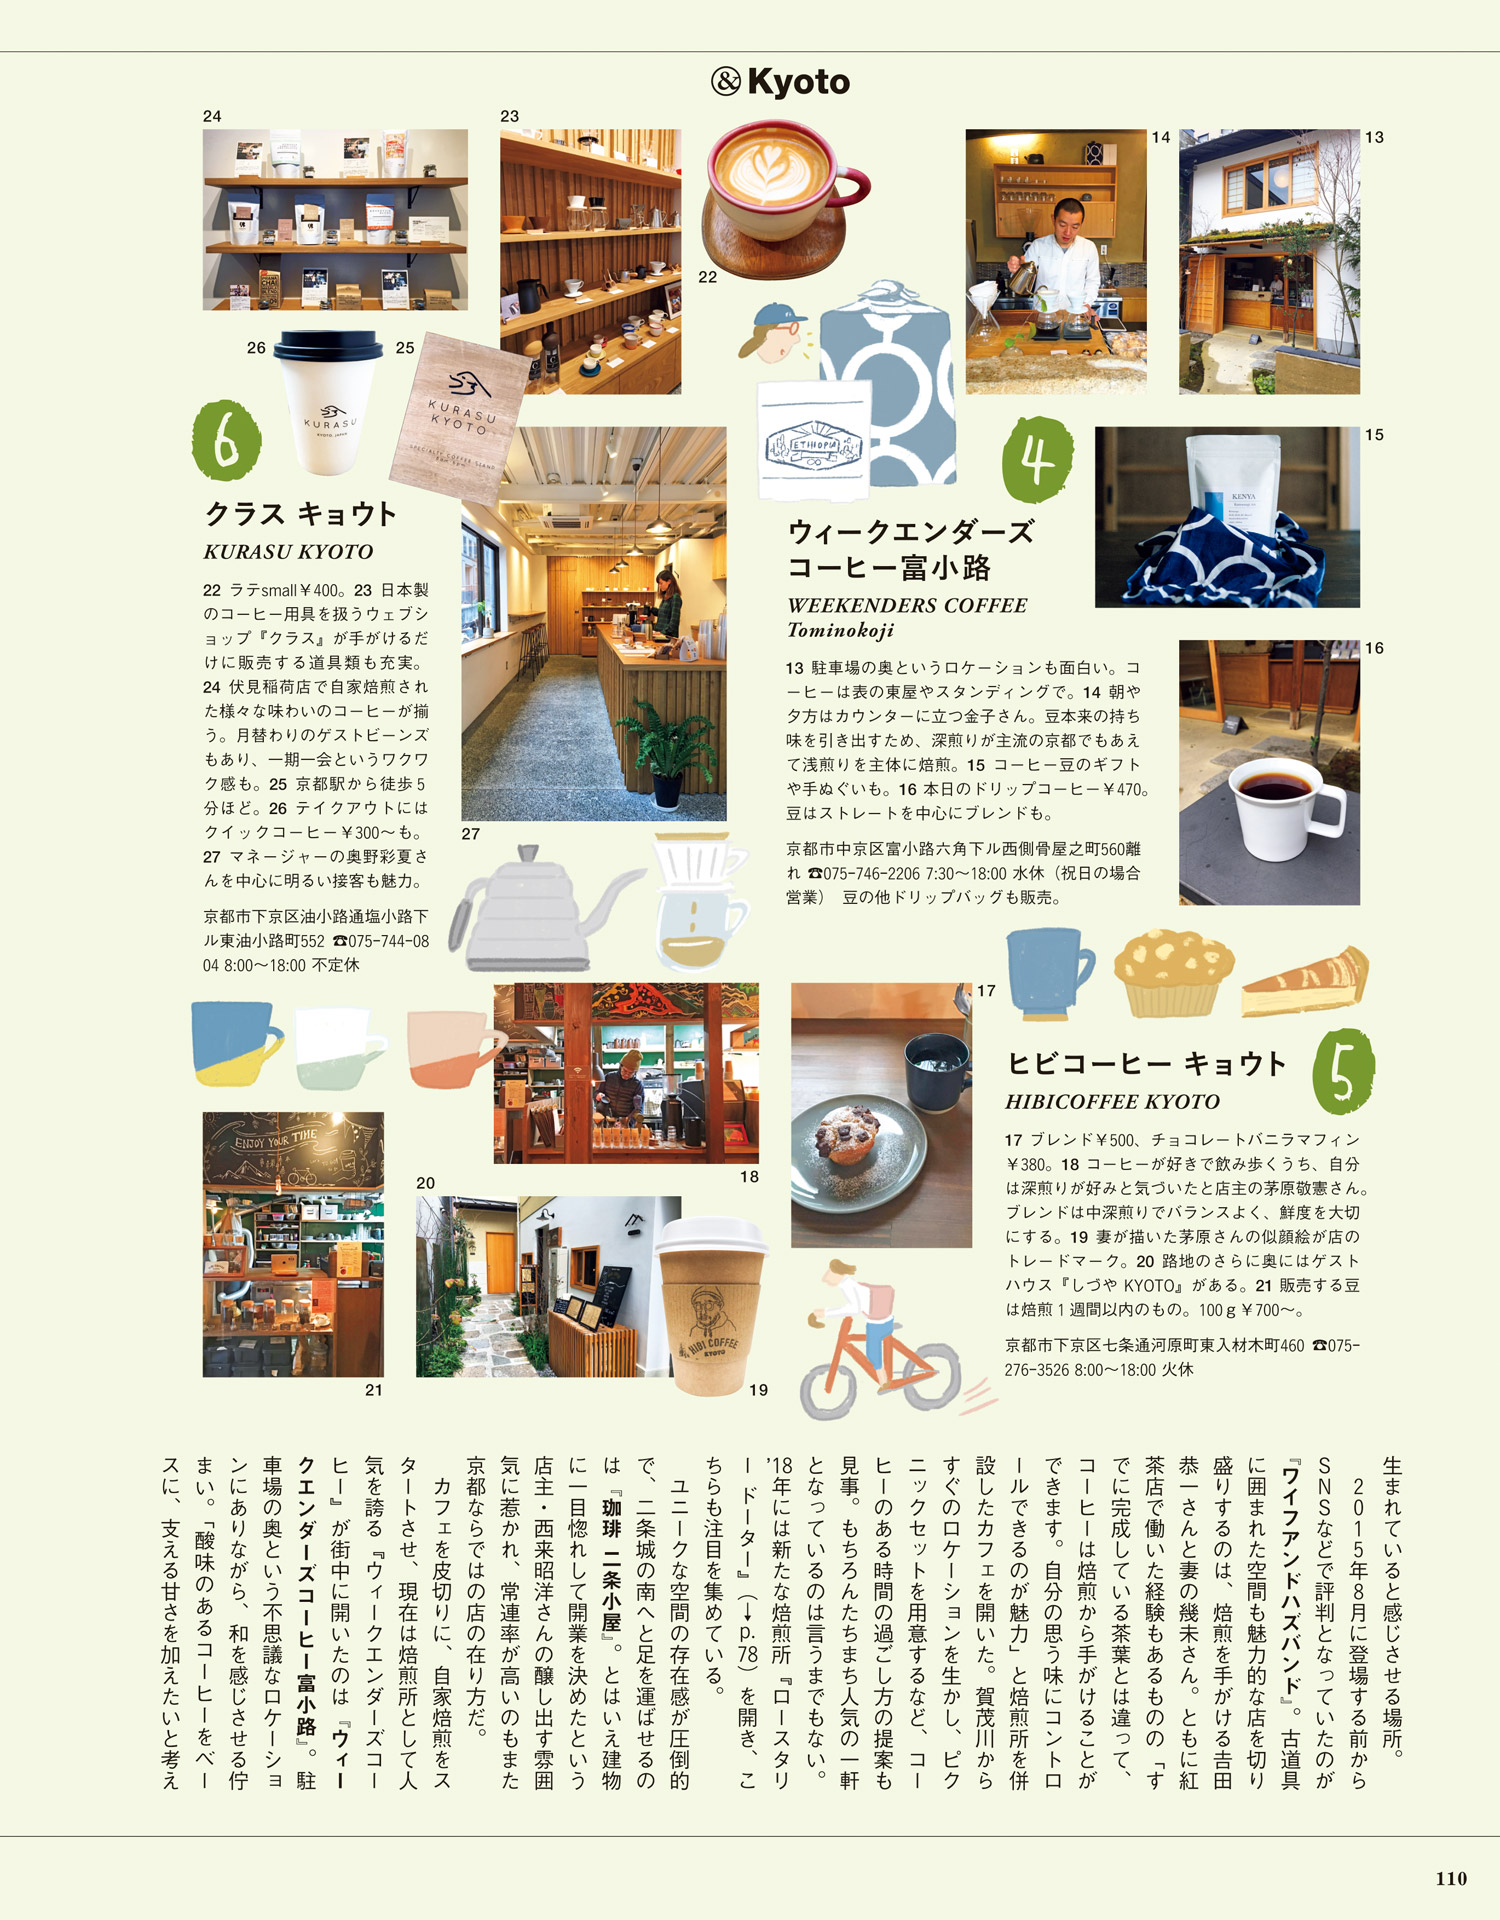 &Kyoto
13
14
15
16
4
ウィークエンダーズ
コーヒー富小路
WEEKENDERS COFFEE
Tominokoji
13 駐車場の奥というロケーションも面白い。コ
ーヒーは表の東屋やスタンディングで。14 朝や
夕方はカウンターに立つ金子さん。豆本来の持ち
味を引き出すため、深煎りが主流の京都でもあえ
て浅煎りを主体に焙煎。15 コーヒー豆のギフト
や手ぬぐいも。16 本日のドリップコーヒー¥470。
豆はストレートを中心にブレンドも。
京都市中京区富小路六角下ル西側骨屋之町560離
れ ☎075-746-2206 7:30〜18:00 水休（祝日の場合
営業） 豆の他ドリップバッグも販売。
ETHIOPIA
KENYA
17
18
19
20
21
5
ヒビコーヒー キョウト
HIBICOFFEE KYOTO
17 ブレンド¥500、チョコレートバニラマフィン
¥380。18 コーヒーが好きで飲み歩くうち、自分
は深煎りが好みと気づいたと店主の茅原敬憲さん。
ブレンドは中深煎りでバランスよく、鮮度を大切
にする。19 妻が描いた茅原さんの似顔絵が店の
トレードマーク。20 路地のさらに奥にはゲスト
ハウス『しづや KYOTO』がある。21 販売する豆
は焙煎1週間以内のもの。100g¥700〜。
京都市下京区七条通河原町東入材木町460 ☎075-
276-3526 8:00〜18:00 火休
ENJOY YOUR TIME
HIBI COFFEE
KYOTO
22
23
24
25
26
27
6
クラス キョウト
KURASU KYOTO
22 ラテsmall¥400。23 日本製
のコーヒー用具を扱うウェブシ
ョップ『クラス』が手がけるだ
けに販売する道具類も充実。
24 伏見稲荷店で自家焙煎され
た様々な味わいのコーヒーが揃
う。月替わりのゲストビーンズ
もあり、一期一会というワクワ
ク感も。25 京都駅から徒歩5
分ほど。26 テイクアウトには
クイックコーヒー¥300〜も。
27 マネージャーの奥野彩夏さ
んを中心に明るい接客も魅力。
京都市下京区油小路通塩小路下
ル東油小路町552 ☎075-744-08
04 8:00〜18:00 不定休
KURASU
KYOTO, JAPAN
KURASU
KYOTO
SPECIALTY COFFEE STAND
生まれていると感じさせる場所。
2015年8月に登場する前から
SNSなどで評判となっていたのが
『ワイフアンドハズバンド』。古道具
に囲まれた空間も魅力的な店を切り
盛りするのは、焙煎を手がける𠮷田
恭一さんと妻の幾未さん。ともに紅
茶店で働いた経験もあるものの「す
でに完成している茶葉とは違って、
コーヒーは焙煎から手がけることが
できます。自分の思う味にコントロ
ールできるのが魅力」と焙煎所を併
設したカフェを開いた。賀茂川から
すぐのロケーションを生かし、ピク
ニックセットを用意するなど、コー
ヒーのある時間の過ごし方の提案も
見事。もちろんたちまち人気の一軒
となっているのは言うまでもない。
’18年には新たな焙煎所『ロースタリ
ー ドーター』（→p.78）を開き、こ
ちらも注目を集めている。
ユニークな空間の存在感が圧倒的
で、二条城の南へと足を運ばせるの
は『珈琲 二条小屋』。とはいえ建物
に一目惚れして開業を決めたという
店主・西来昭洋さんの醸し出す雰囲
気に惹かれ、常連率が高いのもまた
京都ならではの店の在り方だ。
カフェを皮切りに、自家焙煎をス
タートさせ、現在は焙煎所として人
気を誇る『ウィークエンダーズコー
ヒー』が街中に開いたのは『ウィー
クエンダーズコーヒー富小路』。駐
車場の奥という不思議なロケーショ
ンにありながら、和を感じさせる佇
まい。「酸味のあるコーヒーをベー
スに、支える甘さを加えたいと考え
110